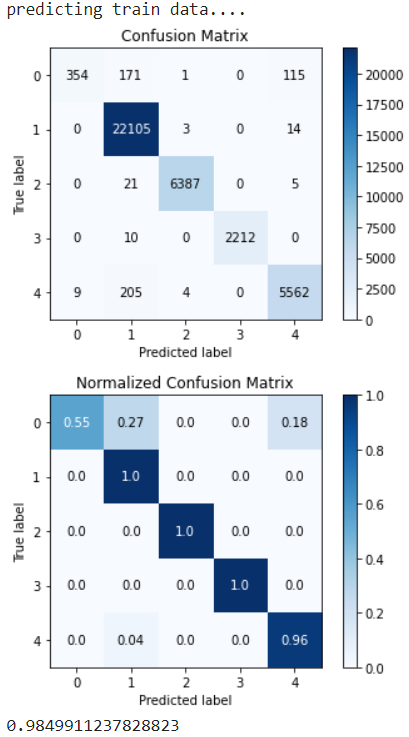 predicting train data....
Confusion Matrix
0 354 171 1 0 115
1 0 22105 3 0 14
2 0 21 6387 0 5
3 0 10 0 2212 0
4 9 205 4 0 5562
0 1 2 3 4
True label
Predicted label
20000
17500
15000
12500
10000
7500
5000
2500
0
Normalized Confusion Matrix
0 0.55 0.27 0.0 0.0 0.18
1 0.0 1.0 0.0 0.0 0.0
2 0.0 0.0 1.0 0.0 0.0
3 0.0 0.0 0.0 1.0 0.0
4 0.0 0.04 0.0 0.0 0.96
0 1 2 3 4
True label
Predicted label
1.0
0.8
0.6
0.4
0.2
0.0
0.9849911237828823